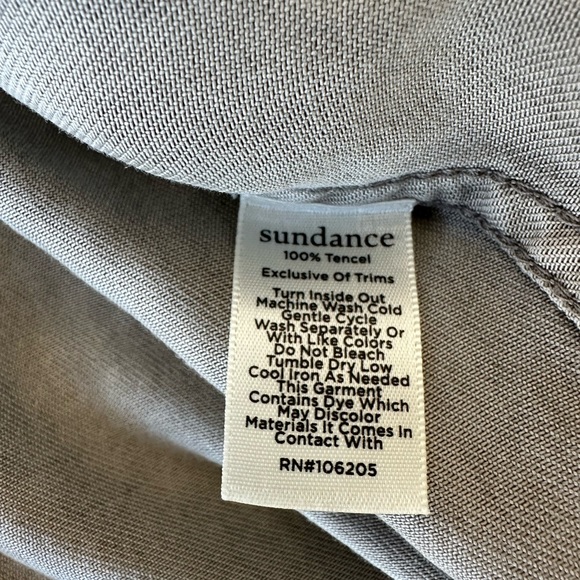 sundance
100% Tencel
Exclusive Of Trims
Turn Inside Out
Machine Wash Cold
Gentle Cycle
Wash Separately Or
With Like Colors
Do Not Bleach
Tumble Dry Low
Cool Iron As Needed
This Garment
Contains Dye Which
May Discolor
Materials It Comes In
Contact With
RN#106205